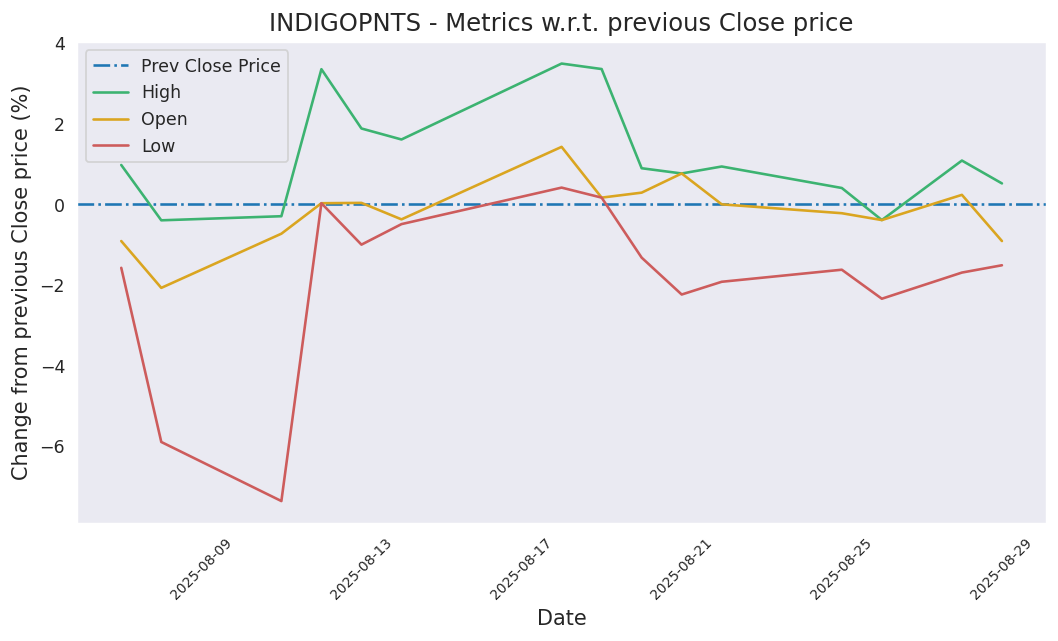 INDIGOPNTS - Metrics w.r.t. previous Close price
Prev Close Price
High
Open
Low
Change from previous Close price (%)
4
2
0
−2
−4
−6
2025-08-09
2025-08-13
2025-08-17
2025-08-21
2025-08-25
2025-08-29
Date